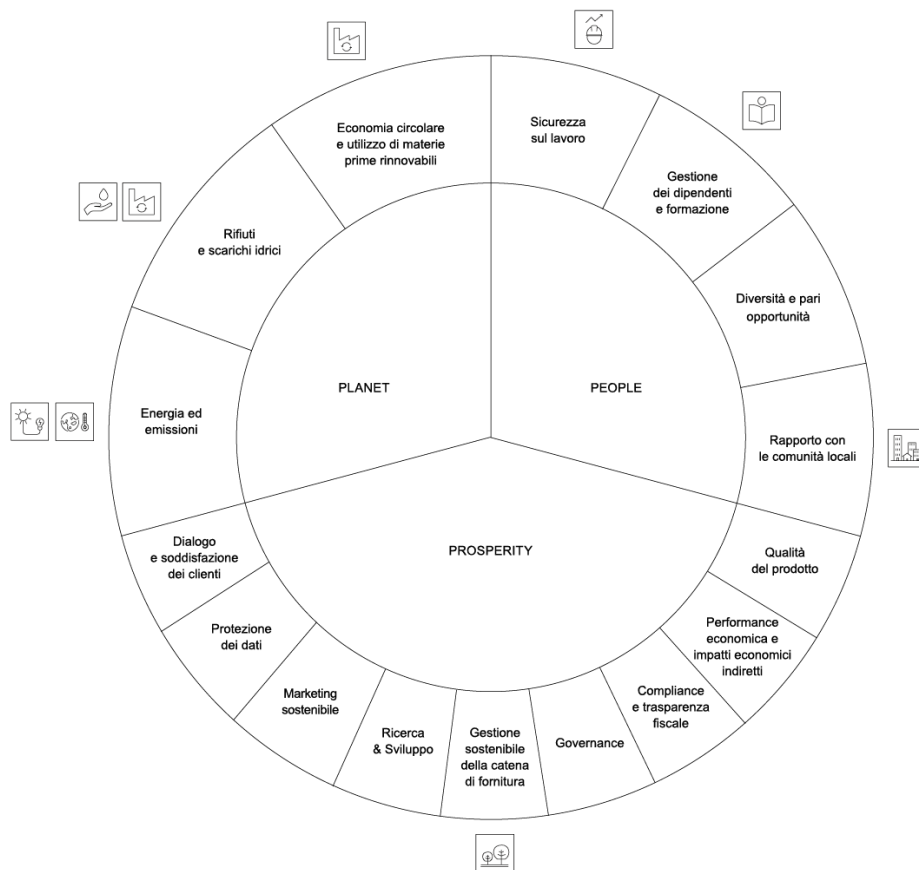 Economia circolare
e utilizzo di materie
prime rinnovabili
Sicurezza
sul lavoro
Gestione
dei dipendenti
e formazione
Rifiuti
e scarichi idrici
Diversità e pari
opportunità
PLANET
PEOPLE
Energia ed
emissioni
Rapporto con
le comunità locali
PROSPERITY
Dialogo
e soddisfazione
dei clienti
Qualità
del prodotto
Protezione
dei dati
Performance
economica e
impatti economici
indiretti
Marketing
sostenibile
Compliance
e trasparenza
fiscale
Ricerca
& Sviluppo
Gestione
sostenibile
della catena
di fornitura
Governance